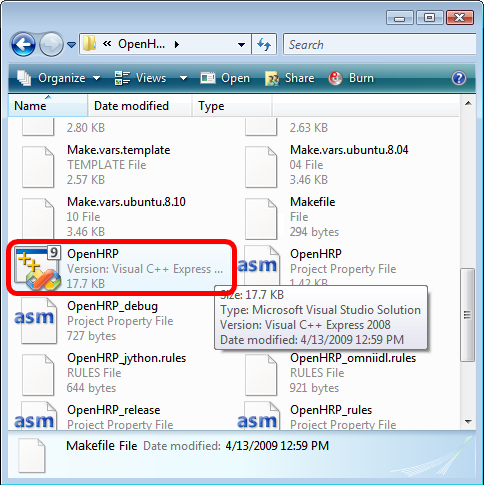 « OpenH... ▸
Search
Organize Views Open Share Burn
Name Date modified Type
2.80 KB
2.63 KB
Make.vars.template
TEMPLATE File
2.57 KB
Make.vars.ubuntu.8.04
04 File
3.46 KB
Make.vars.ubuntu.8.10
10 File
3.46 KB
Makefile
File
294 bytes
9
OpenHRP
Version: Visual C++ Express ...
17.7 KB
asm
OpenHRP
Project Property File
1.42 KB
Size: 17.7 KB
Type: Microsoft Visual Studio Solution
Version: Visual C++ Express 2008
Date modified: 4/13/2009 12:59 PM
asm
OpenHRP_debug
Project Property File
727 bytes
OpenHRP_jython.rules
RULES File
644 bytes
OpenHRP_omniidl.rules
RULES File
921 bytes
asm
OpenHRP_release
Project Property File
asm
OpenHRP_rules
Project Property File
Makefile File Date modified: 4/13/2009 12:59 PM